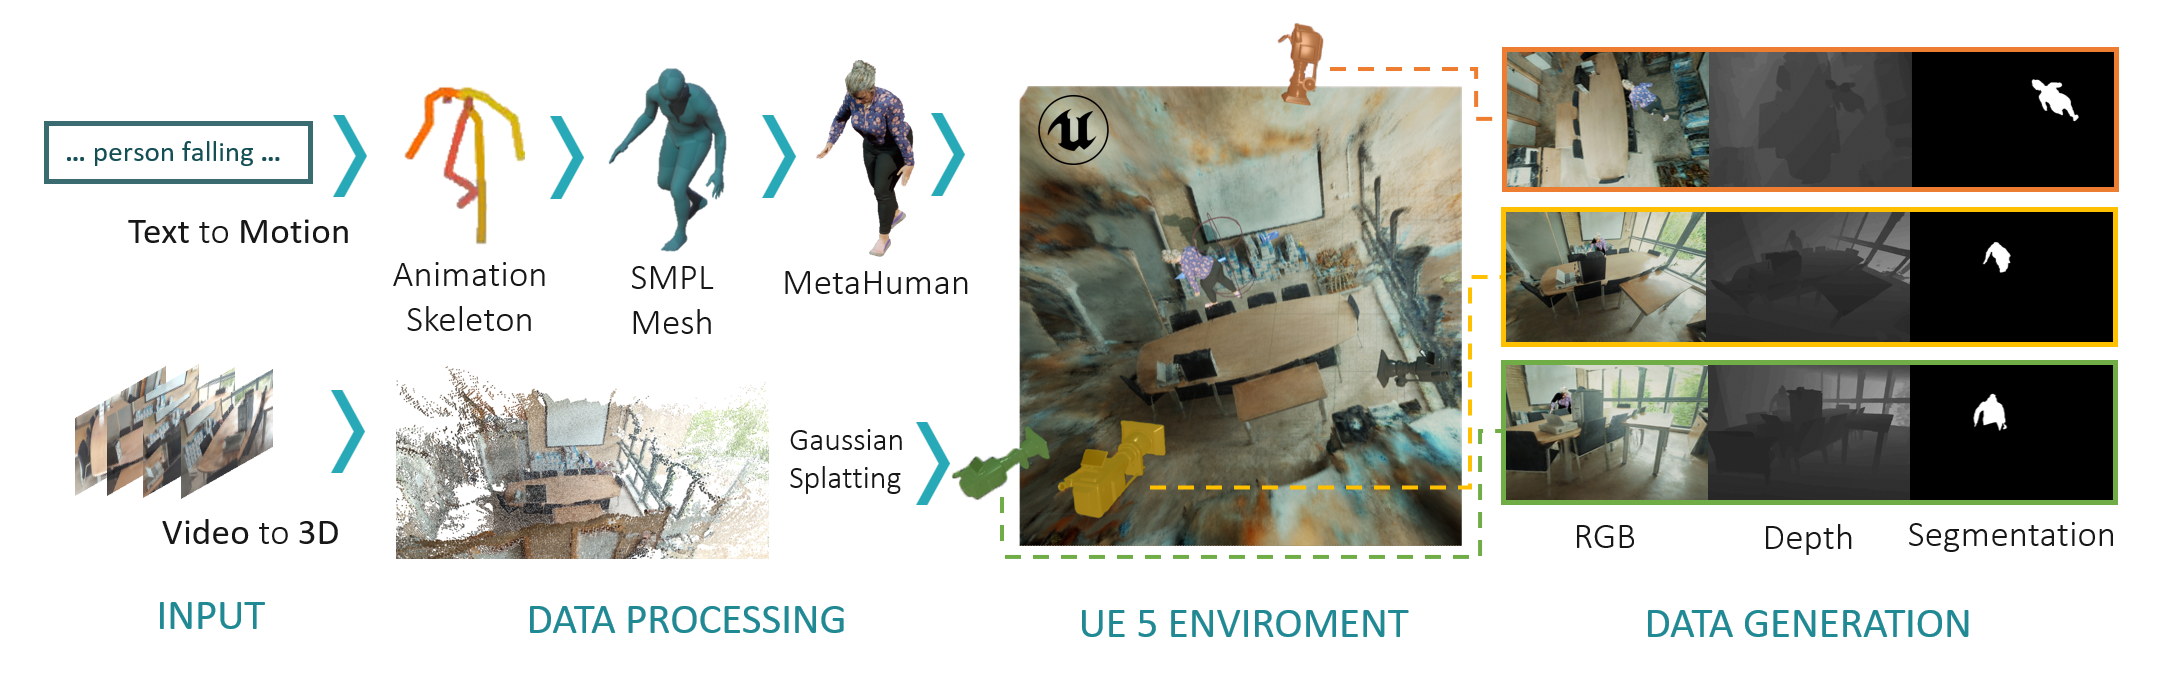 ... person falling ...
Text to Motion
Animation
Skeleton
SMPL
Mesh
MetaHuman
Video to 3D
Gaussian
Splatting
RGB
Depth
Segmentation
INPUT
DATA PROCESSING
UE 5 ENVIROMENT
DATA GENERATION